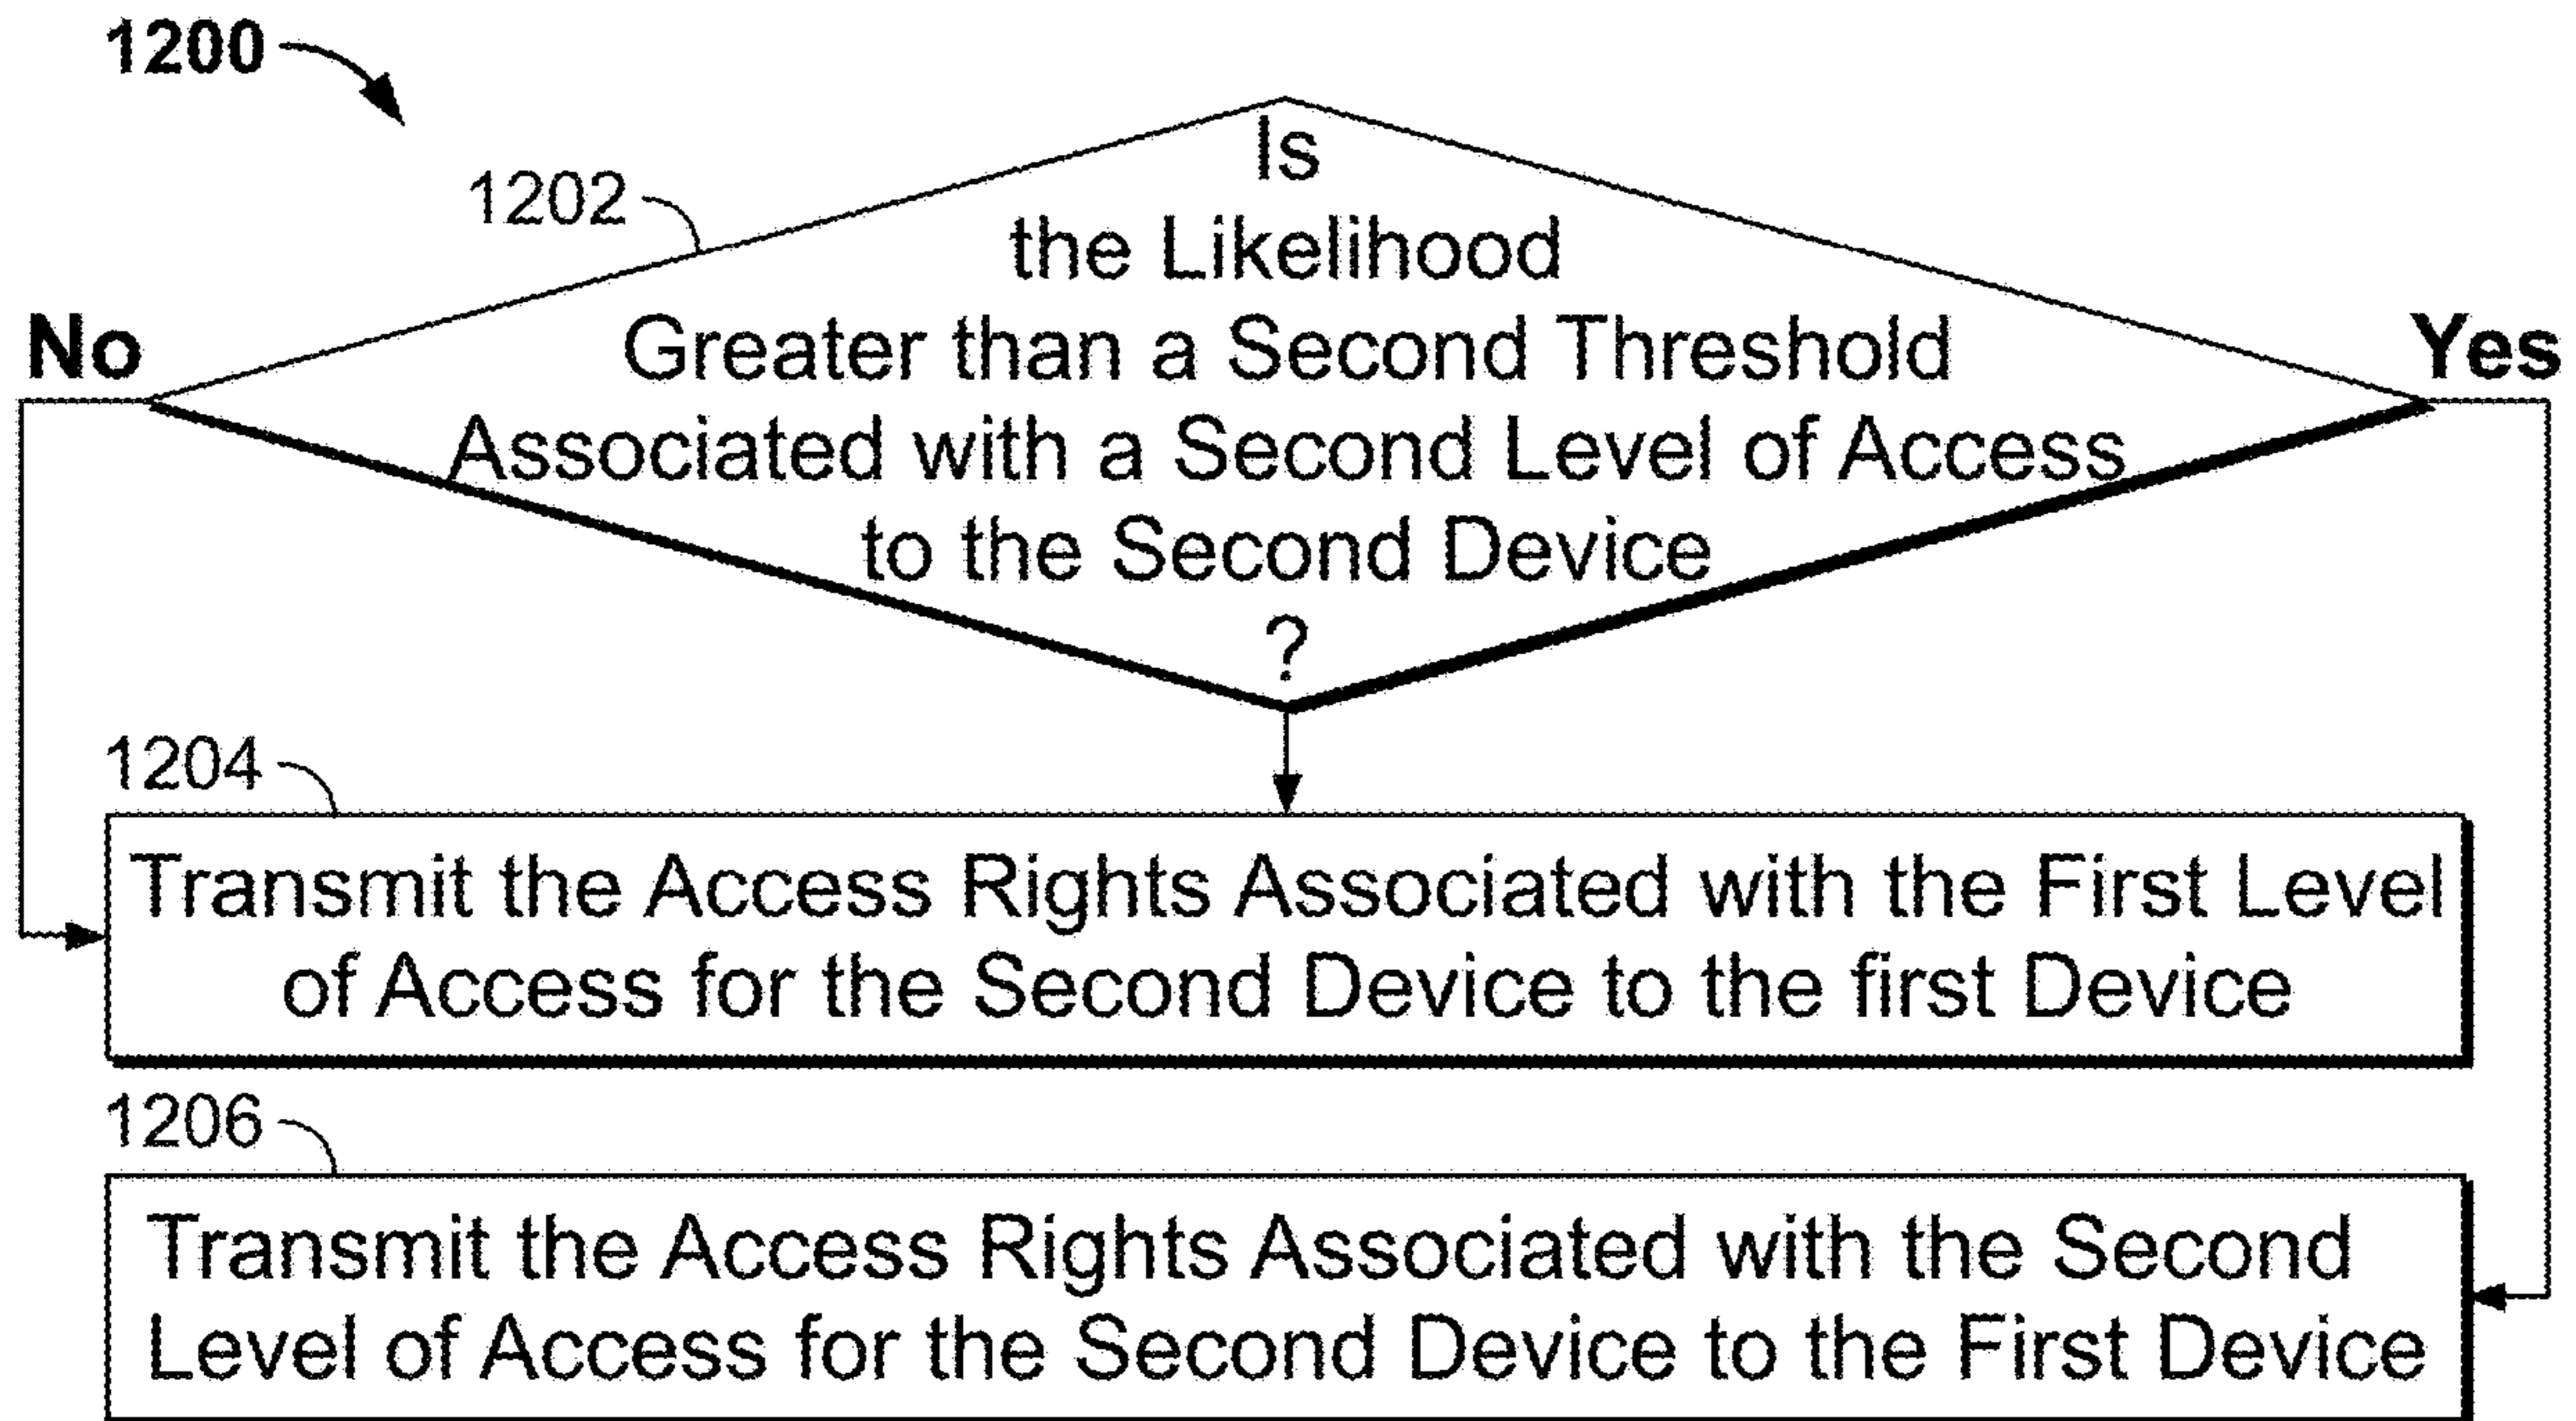 1200
1202
Is
the Likelihood
Greater than a Second Threshold
Associated with a Second Level of Access
to the Second Device
?
No
Yes
1204
Transmit the Access Rights Associated with the First Level
of Access for the Second Device to the first Device
1206
Transmit the Access Rights Associated with the Second
Level of Access for the Second Device to the First Device